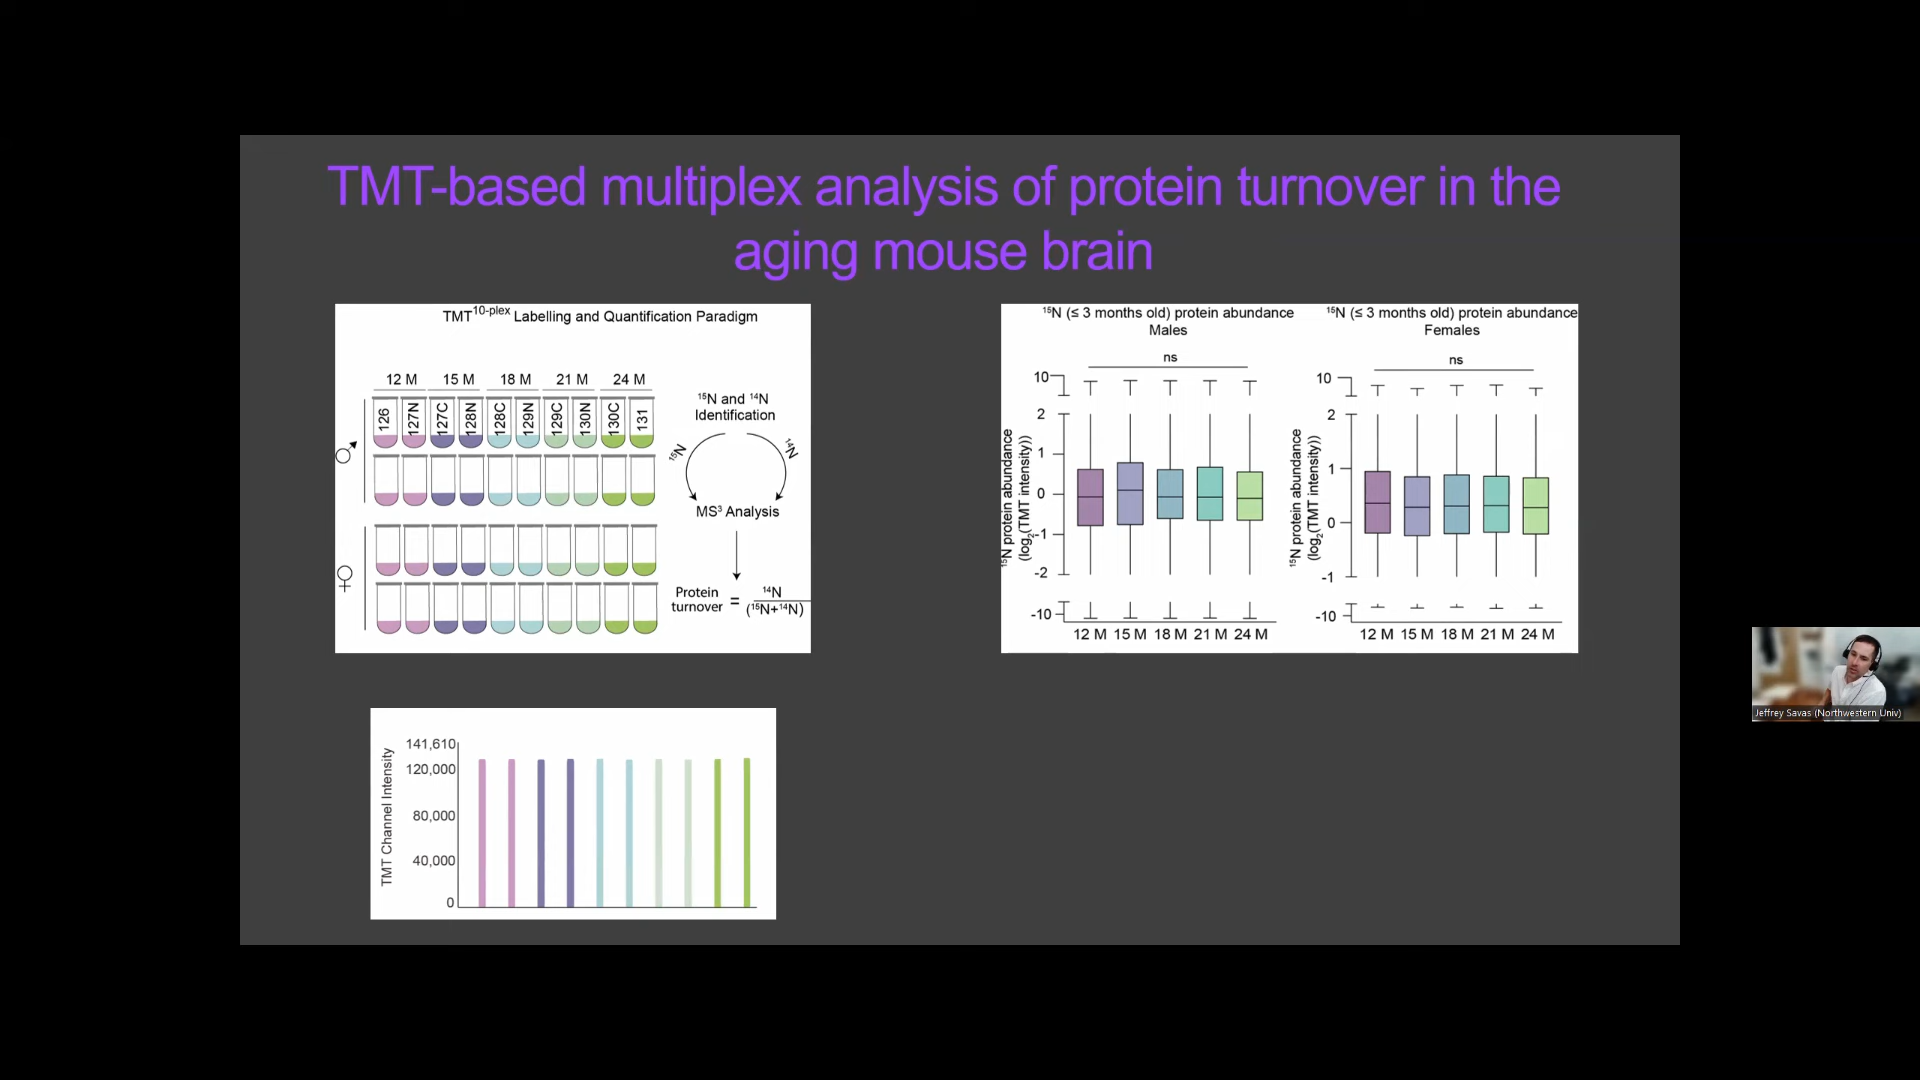 TMT-based multiplex analysis of protein turnover in the
aging mouse brain
TMT10-plex Labelling and Quantification Paradigm
12 M 15 M 18 M 21 M 24 M
126 127N 127C 128N 128C 129N 129C 130N 130C 131
♂
♀
15N and 14N
Identification
15N 14N
MS3 Analysis
Protein
turnover = 14N
(15N+14N)
15N (≤ 3 months old) protein abundance
Males
ns
15N protein abundance
(log2(TMT intensity))
10
2
1
0
-1
-2
-10
12 M 15 M 18 M 21 M 24 M
15N (≤ 3 months old) protein abundance
Females
ns
15N protein abundance
(log2(TMT intensity))
10
2
1
0
-1
-10
12 M 15 M 18 M 21 M 24 M
TMT Channel Intensity
141,610
120,000
80,000
40,000
0
Jeffrey Savas (Northwestern Univ)